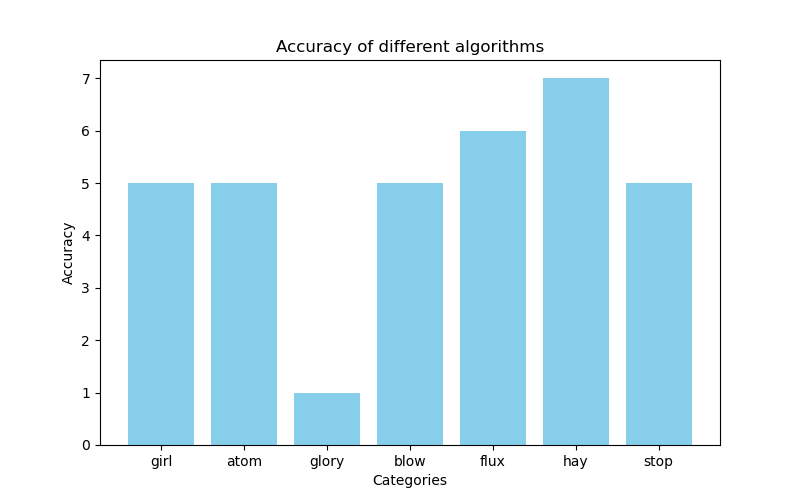 Accuracy of different algorithms
Accuracy
7
6
5
4
3
2
1
0
girl atom glory blow flux hay stop
Categories